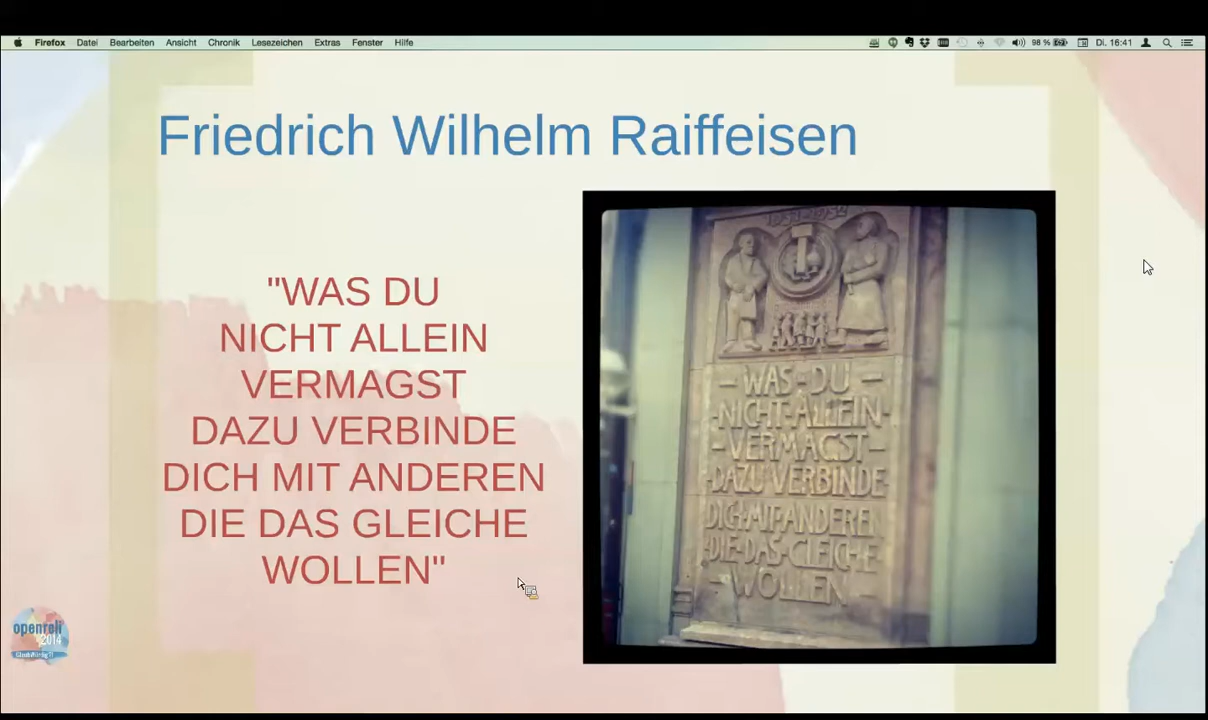 Firefox Datei Bearbeiten Ansicht Chronik Lesezeichen Extras Fenster Hilfe 98 % Di. 16:41
Friedrich Wilhelm Raiffeisen
"WAS DU
NICHT ALLEIN
VERMAGST
DAZU VERBINDE
DICH MIT ANDEREN
DIE DAS GLEICHE
WOLLEN"
– WAS·DU –
·NICHT·ALLEIN·
–VERMAGST–
·DAZU VERBINDE
DICH·MIT·ANDEREN
·DIE·DAS·GLEICHE
– WOLLEN –
openreli
2014